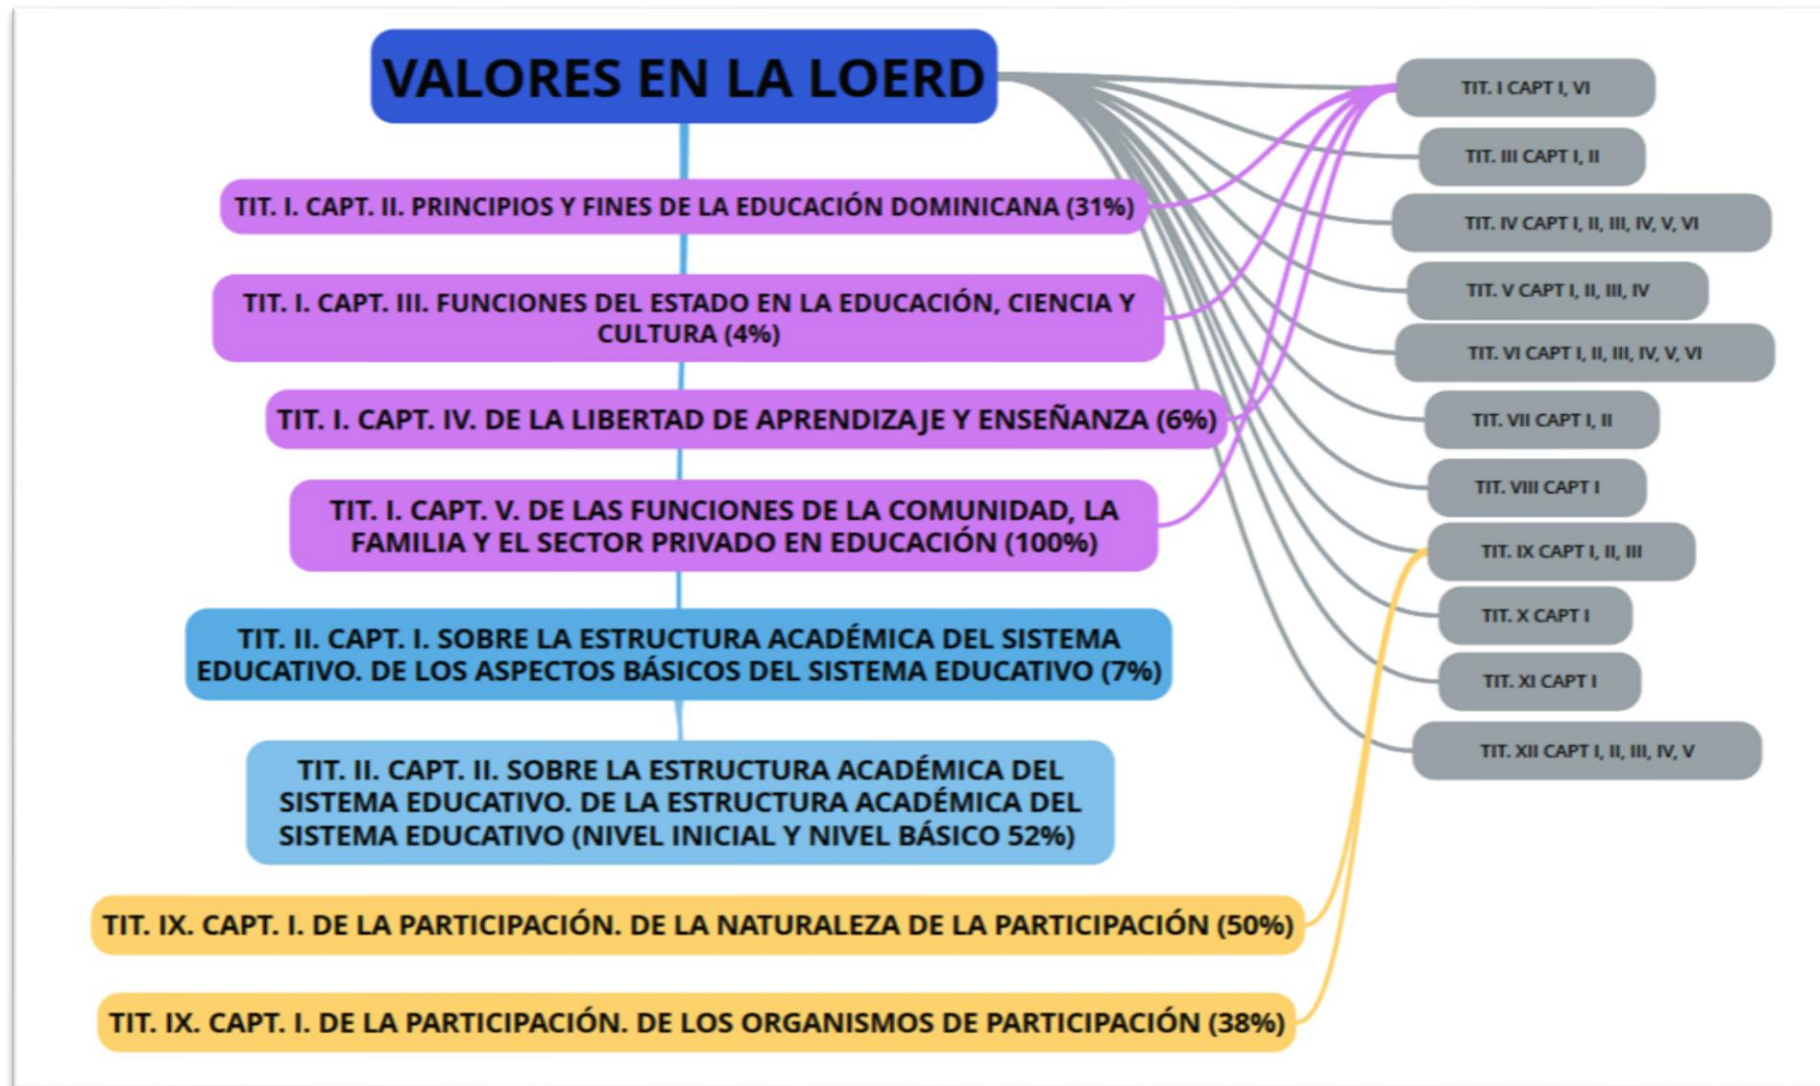 VALORES EN LA LOERD
TIT. I. CAPT. II. PRINCIPIOS Y FINES DE LA EDUCACIÓN DOMINICANA (31%)
TIT. I. CAPT. III. FUNCIONES DEL ESTADO EN LA EDUCACIÓN, CIENCIA Y
CULTURA (4%)
TIT. I. CAPT. IV. DE LA LIBERTAD DE APRENDIZAJE Y ENSEÑANZA (6%)
TIT. I. CAPT. V. DE LAS FUNCIONES DE LA COMUNIDAD, LA
FAMILIA Y EL SECTOR PRIVADO EN EDUCACIÓN (100%)
TIT. II. CAPT. I. SOBRE LA ESTRUCTURA ACADÉMICA DEL SISTEMA
EDUCATIVO. DE LOS ASPECTOS BÁSICOS DEL SISTEMA EDUCATIVO (7%)
TIT. II. CAPT. II. SOBRE LA ESTRUCTURA ACADÉMICA DEL
SISTEMA EDUCATIVO. DE LA ESTRUCTURA ACADÉMICA DEL
SISTEMA EDUCATIVO (NIVEL INICIAL Y NIVEL BÁSICO 52%)
TIT. IX. CAPT. I. DE LA PARTICIPACIÓN. DE LA NATURALEZA DE LA PARTICIPACIÓN (50%)
TIT. IX. CAPT. I. DE LA PARTICIPACIÓN. DE LOS ORGANISMOS DE PARTICIPACIÓN (38%)
TIT. I CAPT I, VI
TIT. III CAPT I, II
TIT. IV CAPT I, II, III, IV, V, VI
TIT. V CAPT I, II, III, IV
TIT. VI CAPT I, II, III, IV, V, VI
TIT. VII CAPT I, II
TIT. VIII CAPT I
TIT. IX CAPT I, II, III
TIT. X CAPT I
TIT. XI CAPT I
TIT. XII CAPT I, II, III, IV, V